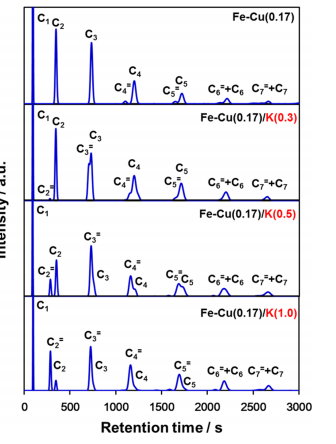 Fe-Cu(0.17)
C₁ C₂
C₃
C₄⁼ C₄
C₅⁼ C₅
C₆⁼+C₆ C₇⁼+C₇
Fe-Cu(0.17)/K(0.3)
C₁ C₂
C₂⁼
C₃⁼ C₃
C₄⁼ C₄
C₅⁼ C₅
C₆⁼+C₆ C₇⁼+C₇
Fe-Cu(0.17)/K(0.5)
C₁
C₂⁼ C₂
C₃⁼ C₃
C₄⁼ C₄
C₅⁼ C₅
C₆⁼+C₆ C₇⁼+C₇
Fe-Cu(0.17)/K(1.0)
C₁
C₂⁼ C₂
C₃⁼ C₃
C₄⁼ C₄
C₅⁼ C₅
C₆⁼+C₆ C₇⁼+C₇
Intensity / a.u.
0 500 1000 1500 2000 2500 3000
Retention time / s